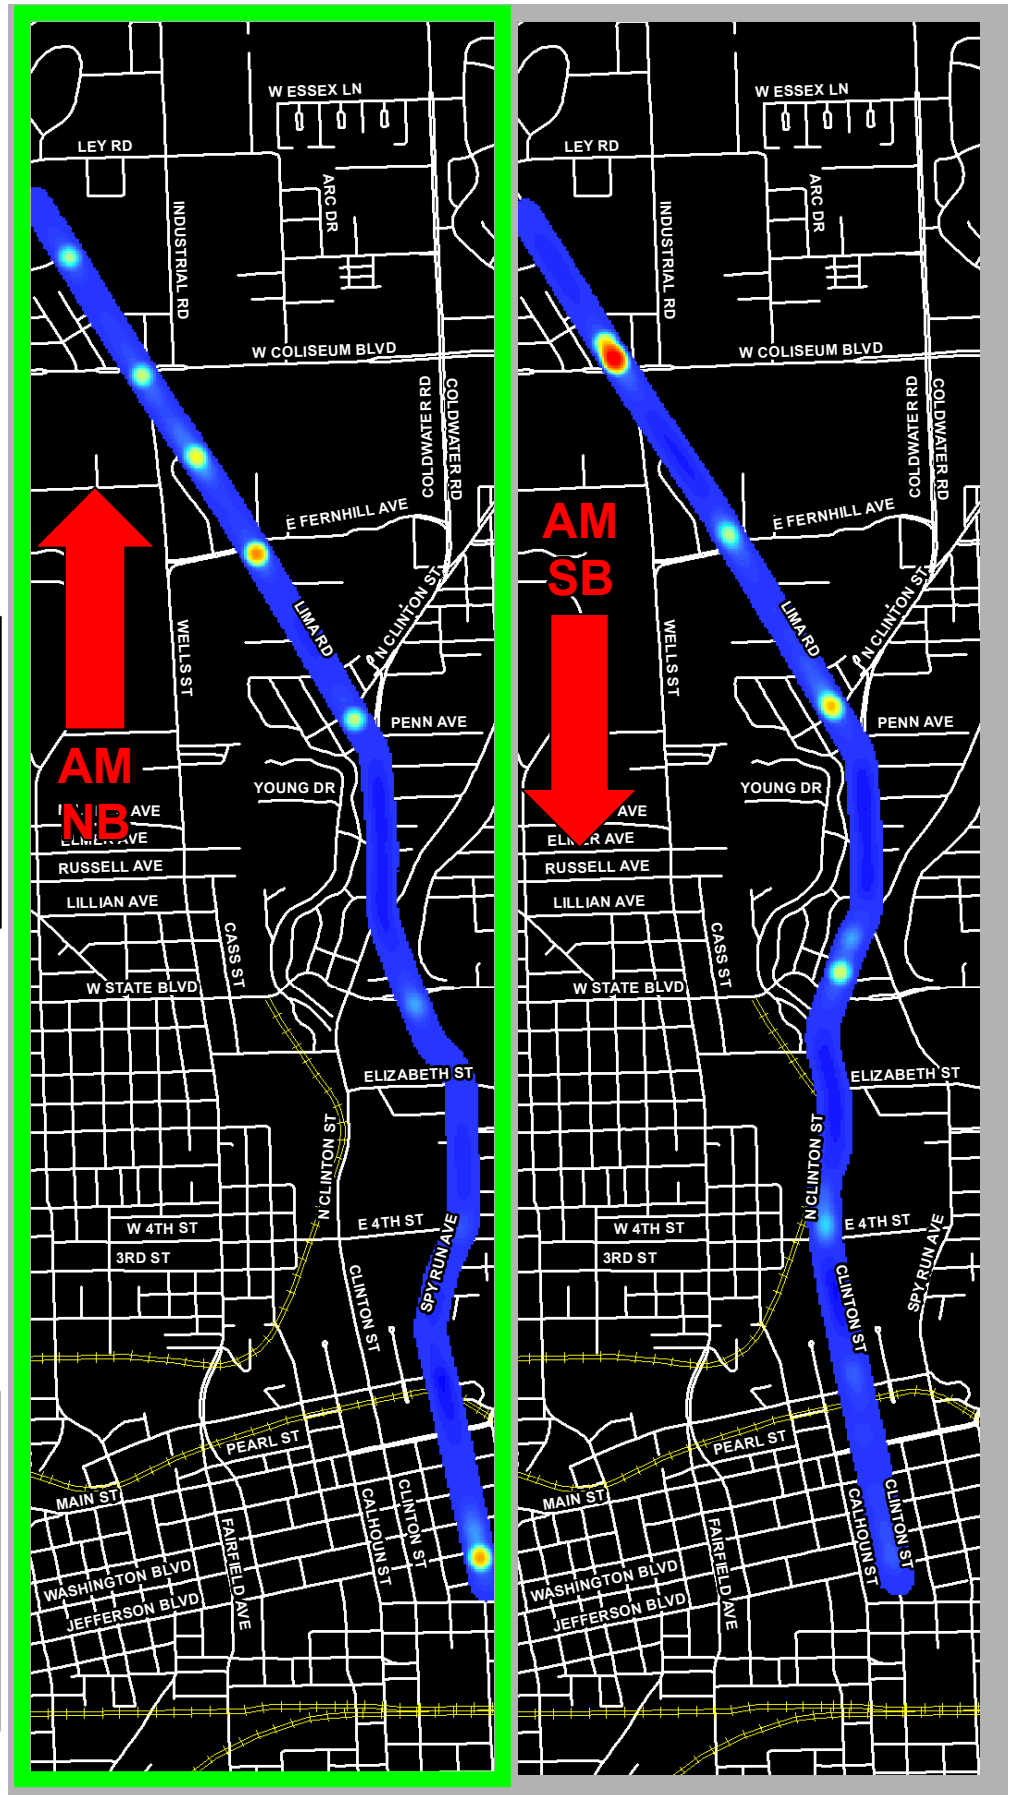 W ESSEX LN
LEY RD
ARC DR
INDUSTRIAL RD
W COLISEUM BLVD
COLDWATER RD
COLDWATER RD
E FERNHILL AVE
N CLINTON ST
LIMA RD
WELLS ST
PENN AVE
AM
NB
YOUNG DR
AVE
ELMER AVE
RUSSELL AVE
LILLIAN AVE
CASS ST
W STATE BLVD
ELIZABETH ST
N CLINTON ST
W 4TH ST
E 4TH ST
3RD ST
SPY RUN AVE
CLINTON ST
PEARL ST
MAIN ST
CLINTON ST
CALHOUN ST
FAIRFIELD AVE
WASHINGTON BLVD
JEFFERSON BLVD
W ESSEX LN
LEY RD
ARC DR
INDUSTRIAL RD
W COLISEUM BLVD
COLDWATER RD
COLDWATER RD
AM
SB
E FERNHILL AVE
N CLINTON ST
LIMA RD
WELLS ST
PENN AVE
YOUNG DR
AVE
ELMER AVE
RUSSELL AVE
LILLIAN AVE
CASS ST
W STATE BLVD
ELIZABETH ST
N CLINTON ST
W 4TH ST
E 4TH ST
3RD ST
SPY RUN AVE
CLINTON ST
PEARL ST
MAIN ST
CLINTON ST
CALHOUN ST
FAIRFIELD AVE
WASHINGTON BLVD
JEFFERSON BLVD